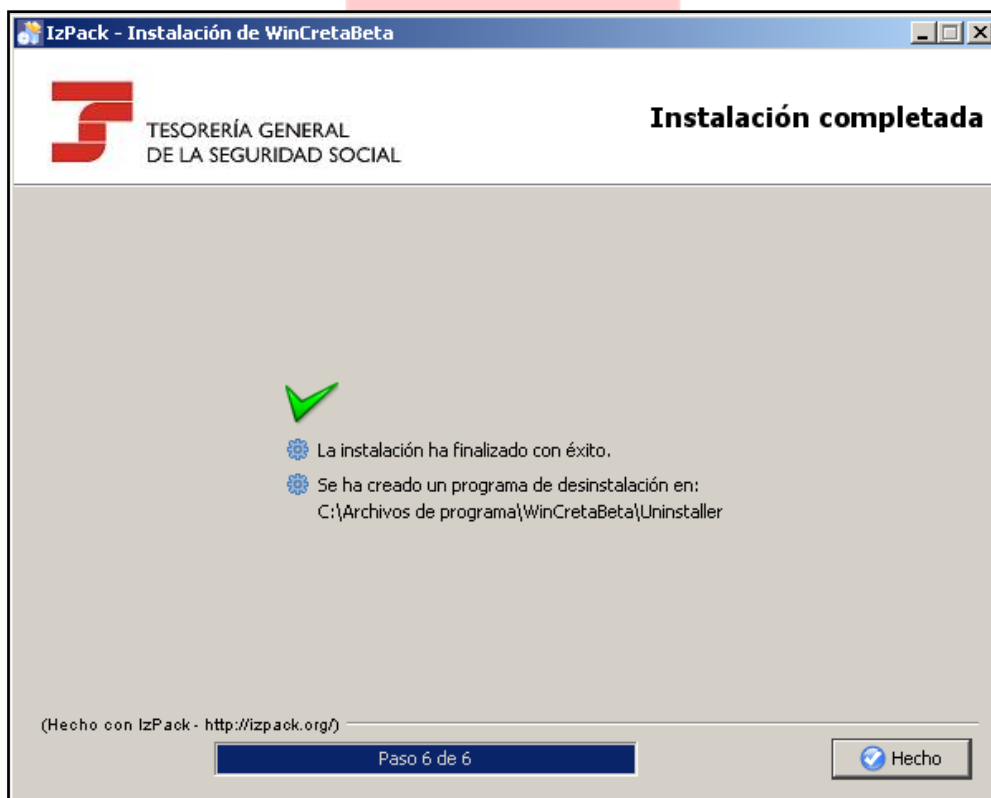 IzPack - Instalación de WinCretaBeta
TESORERÍA GENERAL
DE LA SEGURIDAD SOCIAL
Instalación completada
La instalación ha finalizado con éxito.
Se ha creado un programa de desinstalación en:
C:\Archivos de programa\WinCretaBeta\Uninstaller
(Hecho con IzPack - http://izpack.org/)
Paso 6 de 6
Hecho